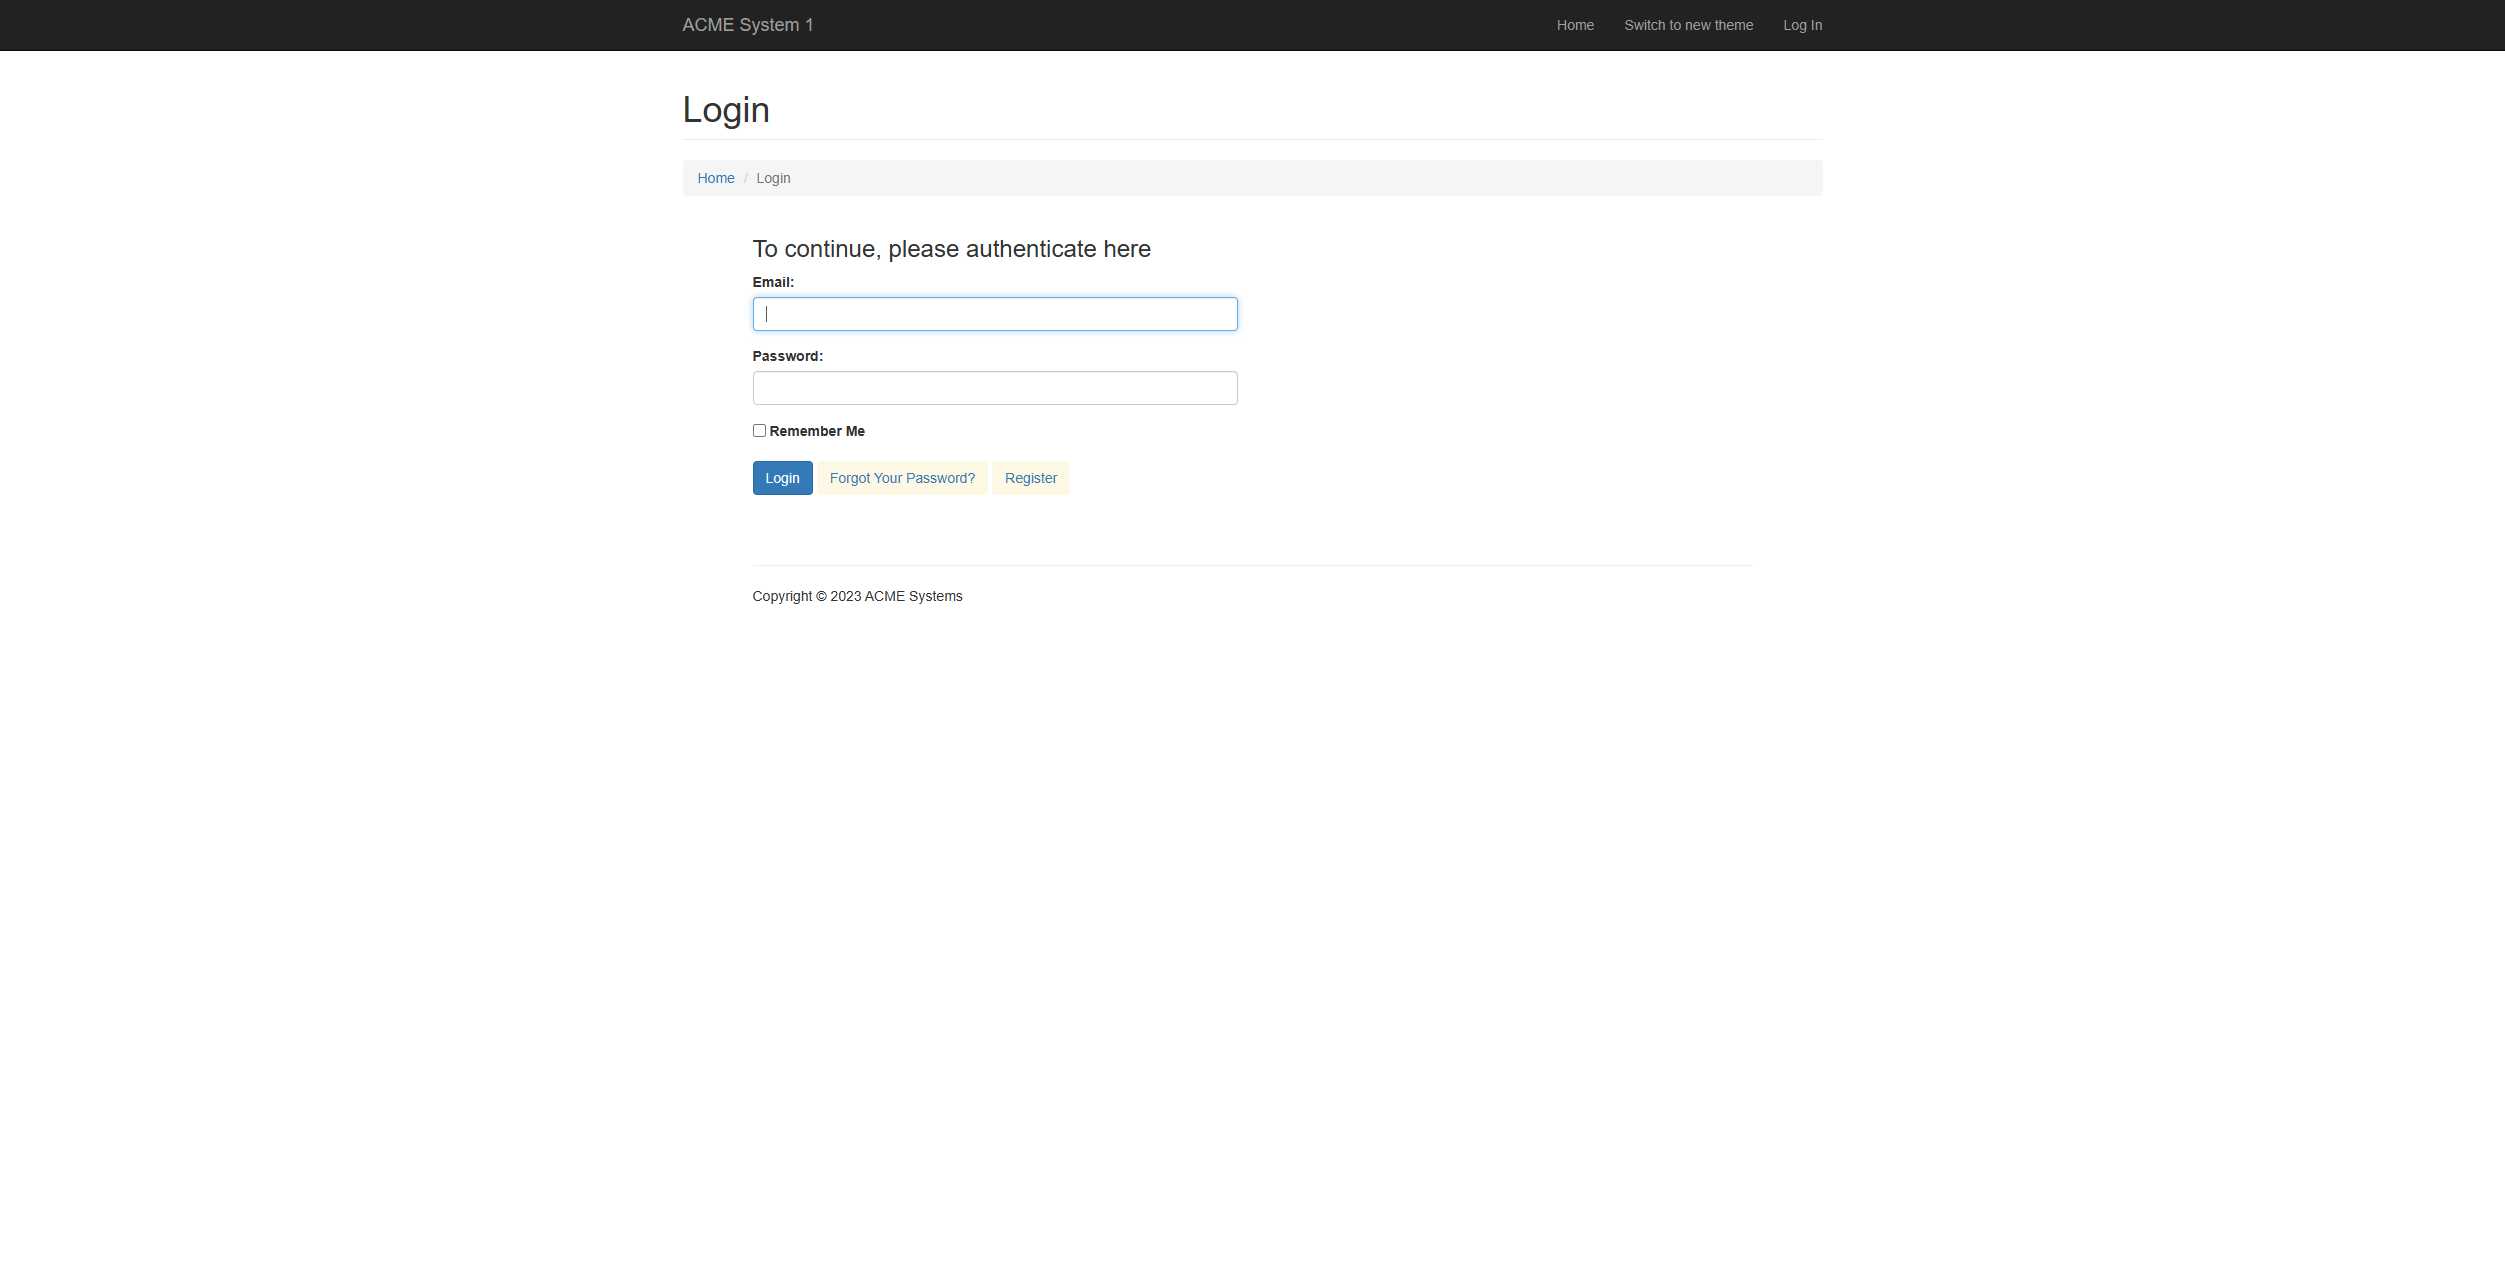 ACME System 1 Home Switch to new theme Log In
Login
Home / Login
To continue, please authenticate here
Email:
Password:
Remember Me
Login Forgot Your Password? Register
Copyright © 2023 ACME Systems